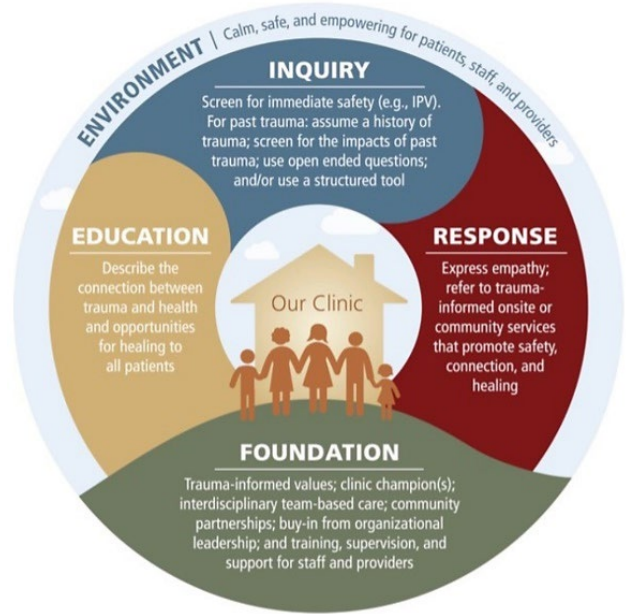 ENVIRONMENT | Calm, safe, and empowering for patients, staff, and providers
INQUIRY
Screen for immediate safety (e.g., IPV).
For past trauma: assume a history of
trauma; screen for the impacts of past
trauma; use open ended questions;
and/or use a structured tool
EDUCATION
Describe the
connection between
trauma and health
and opportunities
for healing to
all patients
RESPONSE
Express empathy;
refer to trauma-
informed onsite or
community services
that promote safety,
connection, and
healing
Our Clinic
FOUNDATION
Trauma-informed values; clinic champion(s);
interdisciplinary team-based care; community
partnerships; buy-in from organizational
leadership; and training, supervision, and
support for staff and providers